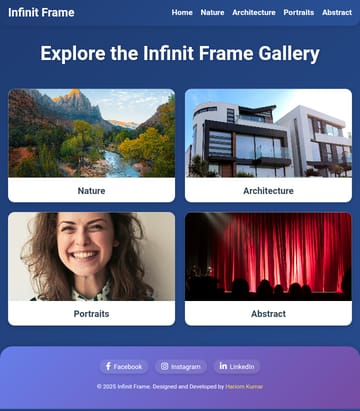 Infinit Frame
Home Nature Architecture Portraits Abstract
Explore the Infinit Frame Gallery
Nature
Architecture
Portraits
Abstract
Facebook Instagram LinkedIn
© 2025 Infinit Frame. Designed and Developed by Hariom Kumar